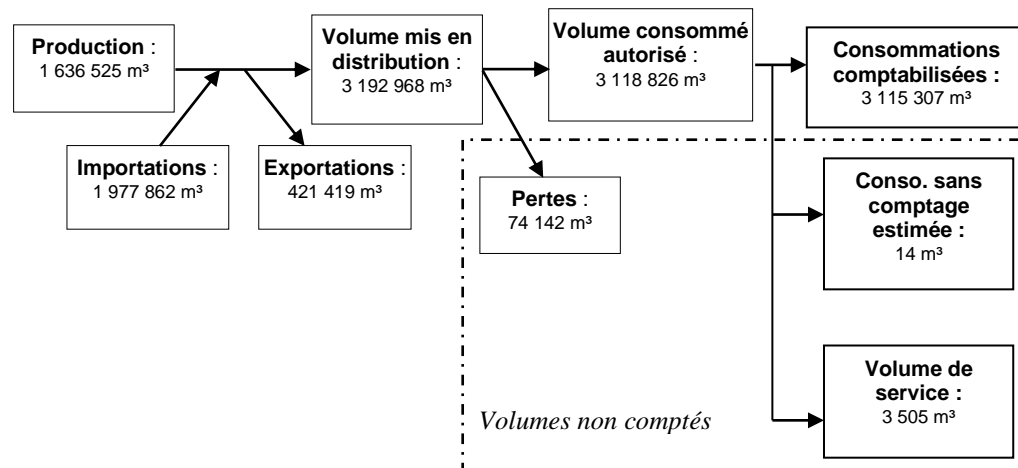 Production :
1 636 525 m³
Volume mis en
distribution :
3 192 968 m³
Volume consommé
autorisé :
3 118 826 m³
Consommations
comptabilisées :
3 115 307 m³
Importations :
1 977 862 m³
Exportations :
421 419 m³
Pertes :
74 142 m³
Conso. sans
comptage
estimée :
14 m³
Volume de
service :
3 505 m³
Volumes non comptés